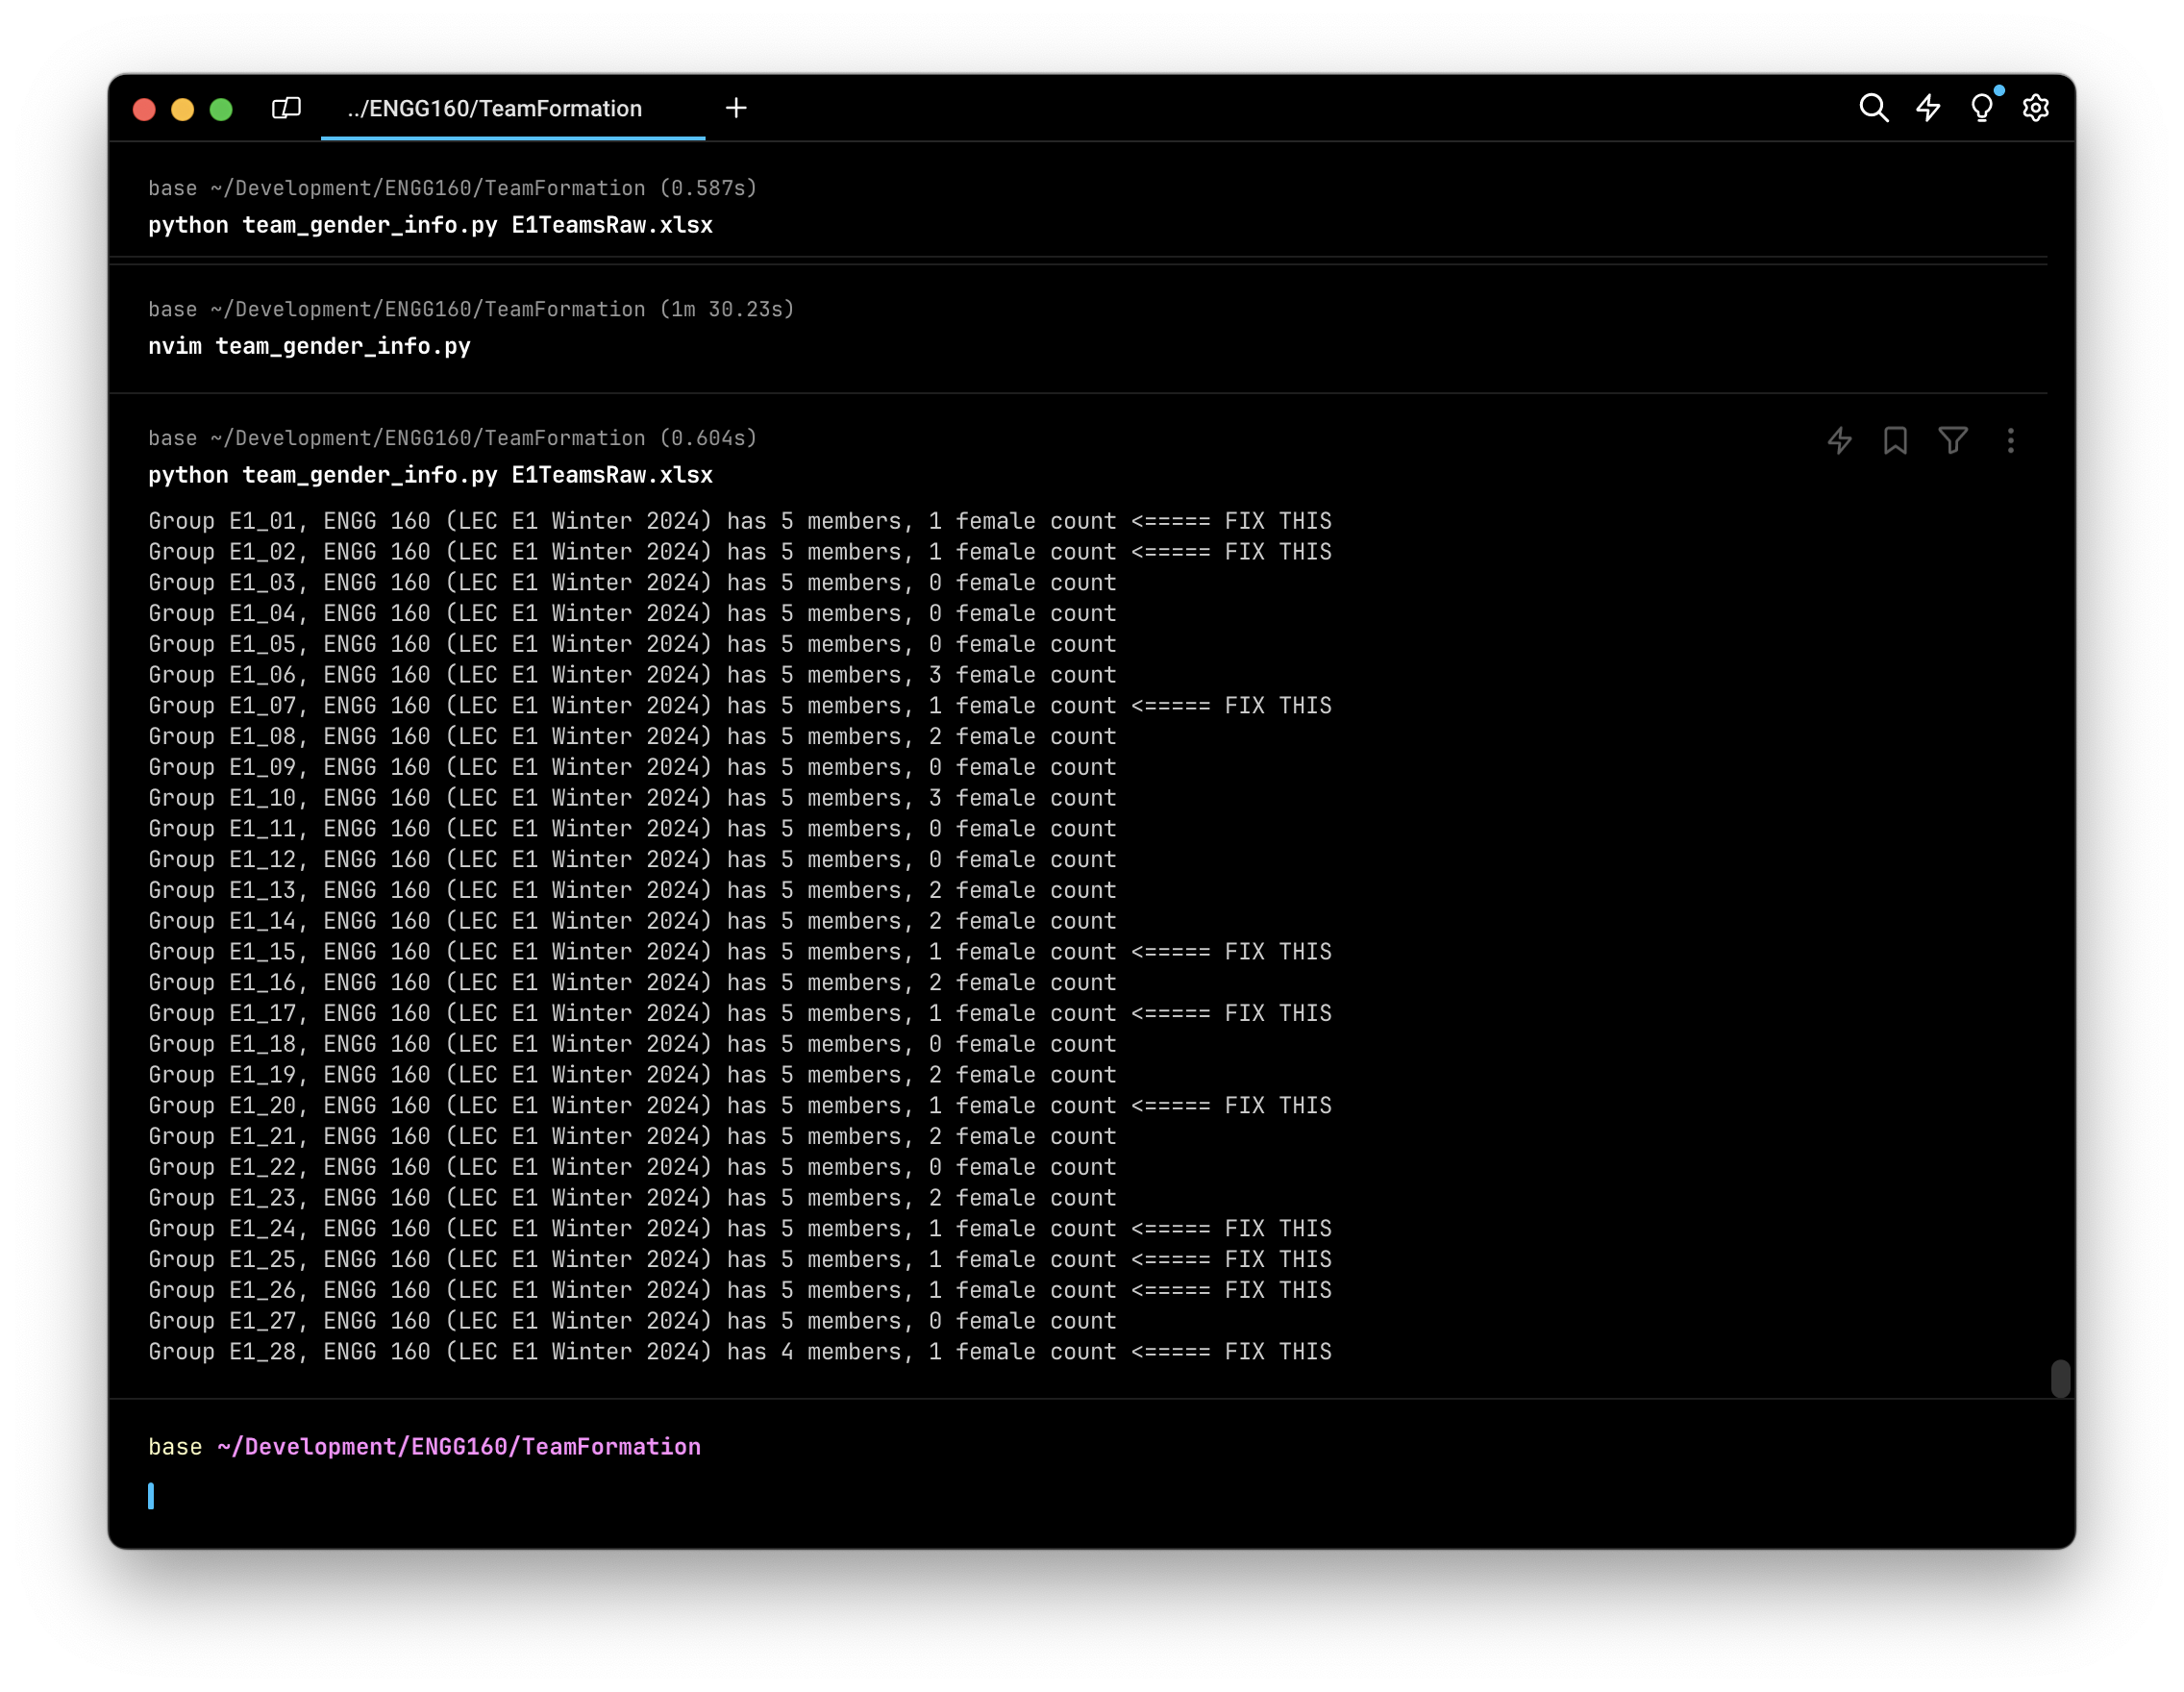 ../ENGG160/TeamFormation
base ~/Development/ENGG160/TeamFormation (0.587s)
python team_gender_info.py E1TeamsRaw.xlsx
base ~/Development/ENGG160/TeamFormation (1m 30.23s)
nvim team_gender_info.py
base ~/Development/ENGG160/TeamFormation (0.604s)
python team_gender_info.py E1TeamsRaw.xlsx
Group E1_01, ENGG 160 (LEC E1 Winter 2024) has 5 members, 1 female count <===== FIX THIS
Group E1_02, ENGG 160 (LEC E1 Winter 2024) has 5 members, 1 female count <===== FIX THIS
Group E1_03, ENGG 160 (LEC E1 Winter 2024) has 5 members, 0 female count
Group E1_04, ENGG 160 (LEC E1 Winter 2024) has 5 members, 0 female count
Group E1_05, ENGG 160 (LEC E1 Winter 2024) has 5 members, 0 female count
Group E1_06, ENGG 160 (LEC E1 Winter 2024) has 5 members, 3 female count
Group E1_07, ENGG 160 (LEC E1 Winter 2024) has 5 members, 1 female count <===== FIX THIS
Group E1_08, ENGG 160 (LEC E1 Winter 2024) has 5 members, 2 female count
Group E1_09, ENGG 160 (LEC E1 Winter 2024) has 5 members, 0 female count
Group E1_10, ENGG 160 (LEC E1 Winter 2024) has 5 members, 3 female count
Group E1_11, ENGG 160 (LEC E1 Winter 2024) has 5 members, 0 female count
Group E1_12, ENGG 160 (LEC E1 Winter 2024) has 5 members, 0 female count
Group E1_13, ENGG 160 (LEC E1 Winter 2024) has 5 members, 2 female count
Group E1_14, ENGG 160 (LEC E1 Winter 2024) has 5 members, 2 female count
Group E1_15, ENGG 160 (LEC E1 Winter 2024) has 5 members, 1 female count <===== FIX THIS
Group E1_16, ENGG 160 (LEC E1 Winter 2024) has 5 members, 2 female count
Group E1_17, ENGG 160 (LEC E1 Winter 2024) has 5 members, 1 female count <===== FIX THIS
Group E1_18, ENGG 160 (LEC E1 Winter 2024) has 5 members, 0 female count
Group E1_19, ENGG 160 (LEC E1 Winter 2024) has 5 members, 2 female count
Group E1_20, ENGG 160 (LEC E1 Winter 2024) has 5 members, 1 female count <===== FIX THIS
Group E1_21, ENGG 160 (LEC E1 Winter 2024) has 5 members, 2 female count
Group E1_22, ENGG 160 (LEC E1 Winter 2024) has 5 members, 0 female count
Group E1_23, ENGG 160 (LEC E1 Winter 2024) has 5 members, 2 female count
Group E1_24, ENGG 160 (LEC E1 Winter 2024) has 5 members, 1 female count <===== FIX THIS
Group E1_25, ENGG 160 (LEC E1 Winter 2024) has 5 members, 1 female count <===== FIX THIS
Group E1_26, ENGG 160 (LEC E1 Winter 2024) has 5 members, 1 female count <===== FIX THIS
Group E1_27, ENGG 160 (LEC E1 Winter 2024) has 5 members, 0 female count
Group E1_28, ENGG 160 (LEC E1 Winter 2024) has 4 members, 1 female count <===== FIX THIS
base ~/Development/ENGG160/TeamFormation